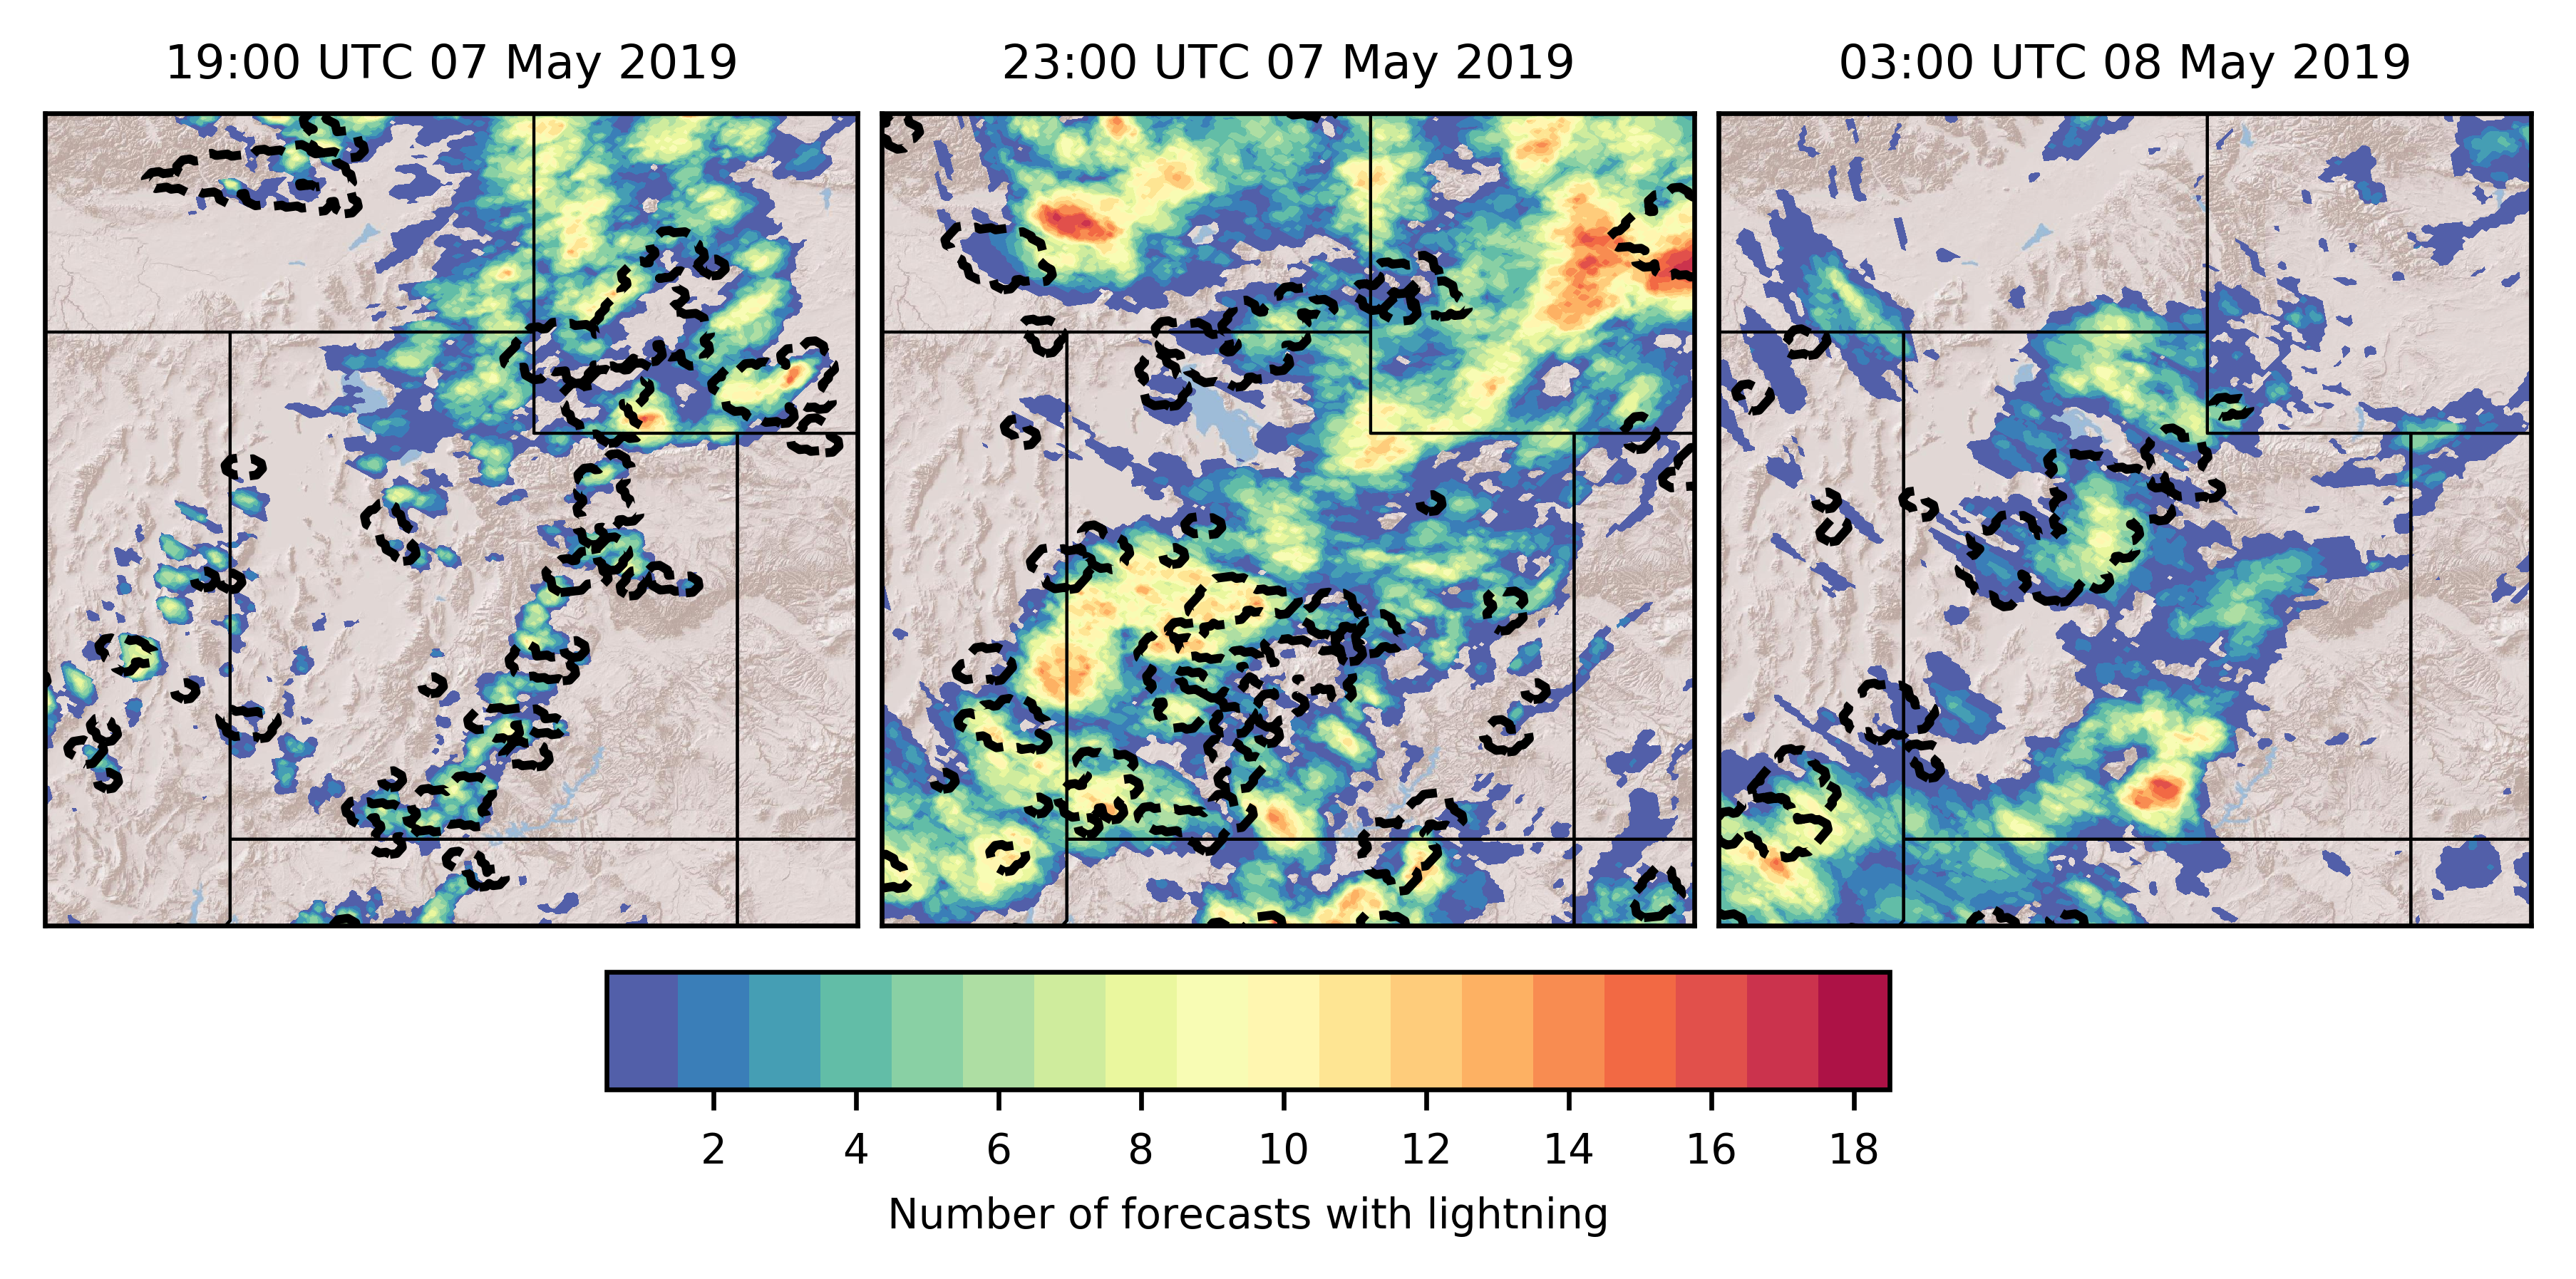 19:00 UTC 07 May 2019
23:00 UTC 07 May 2019
03:00 UTC 08 May 2019
2 4 6 8 10 12 14 16 18
Number of forecasts with lightning